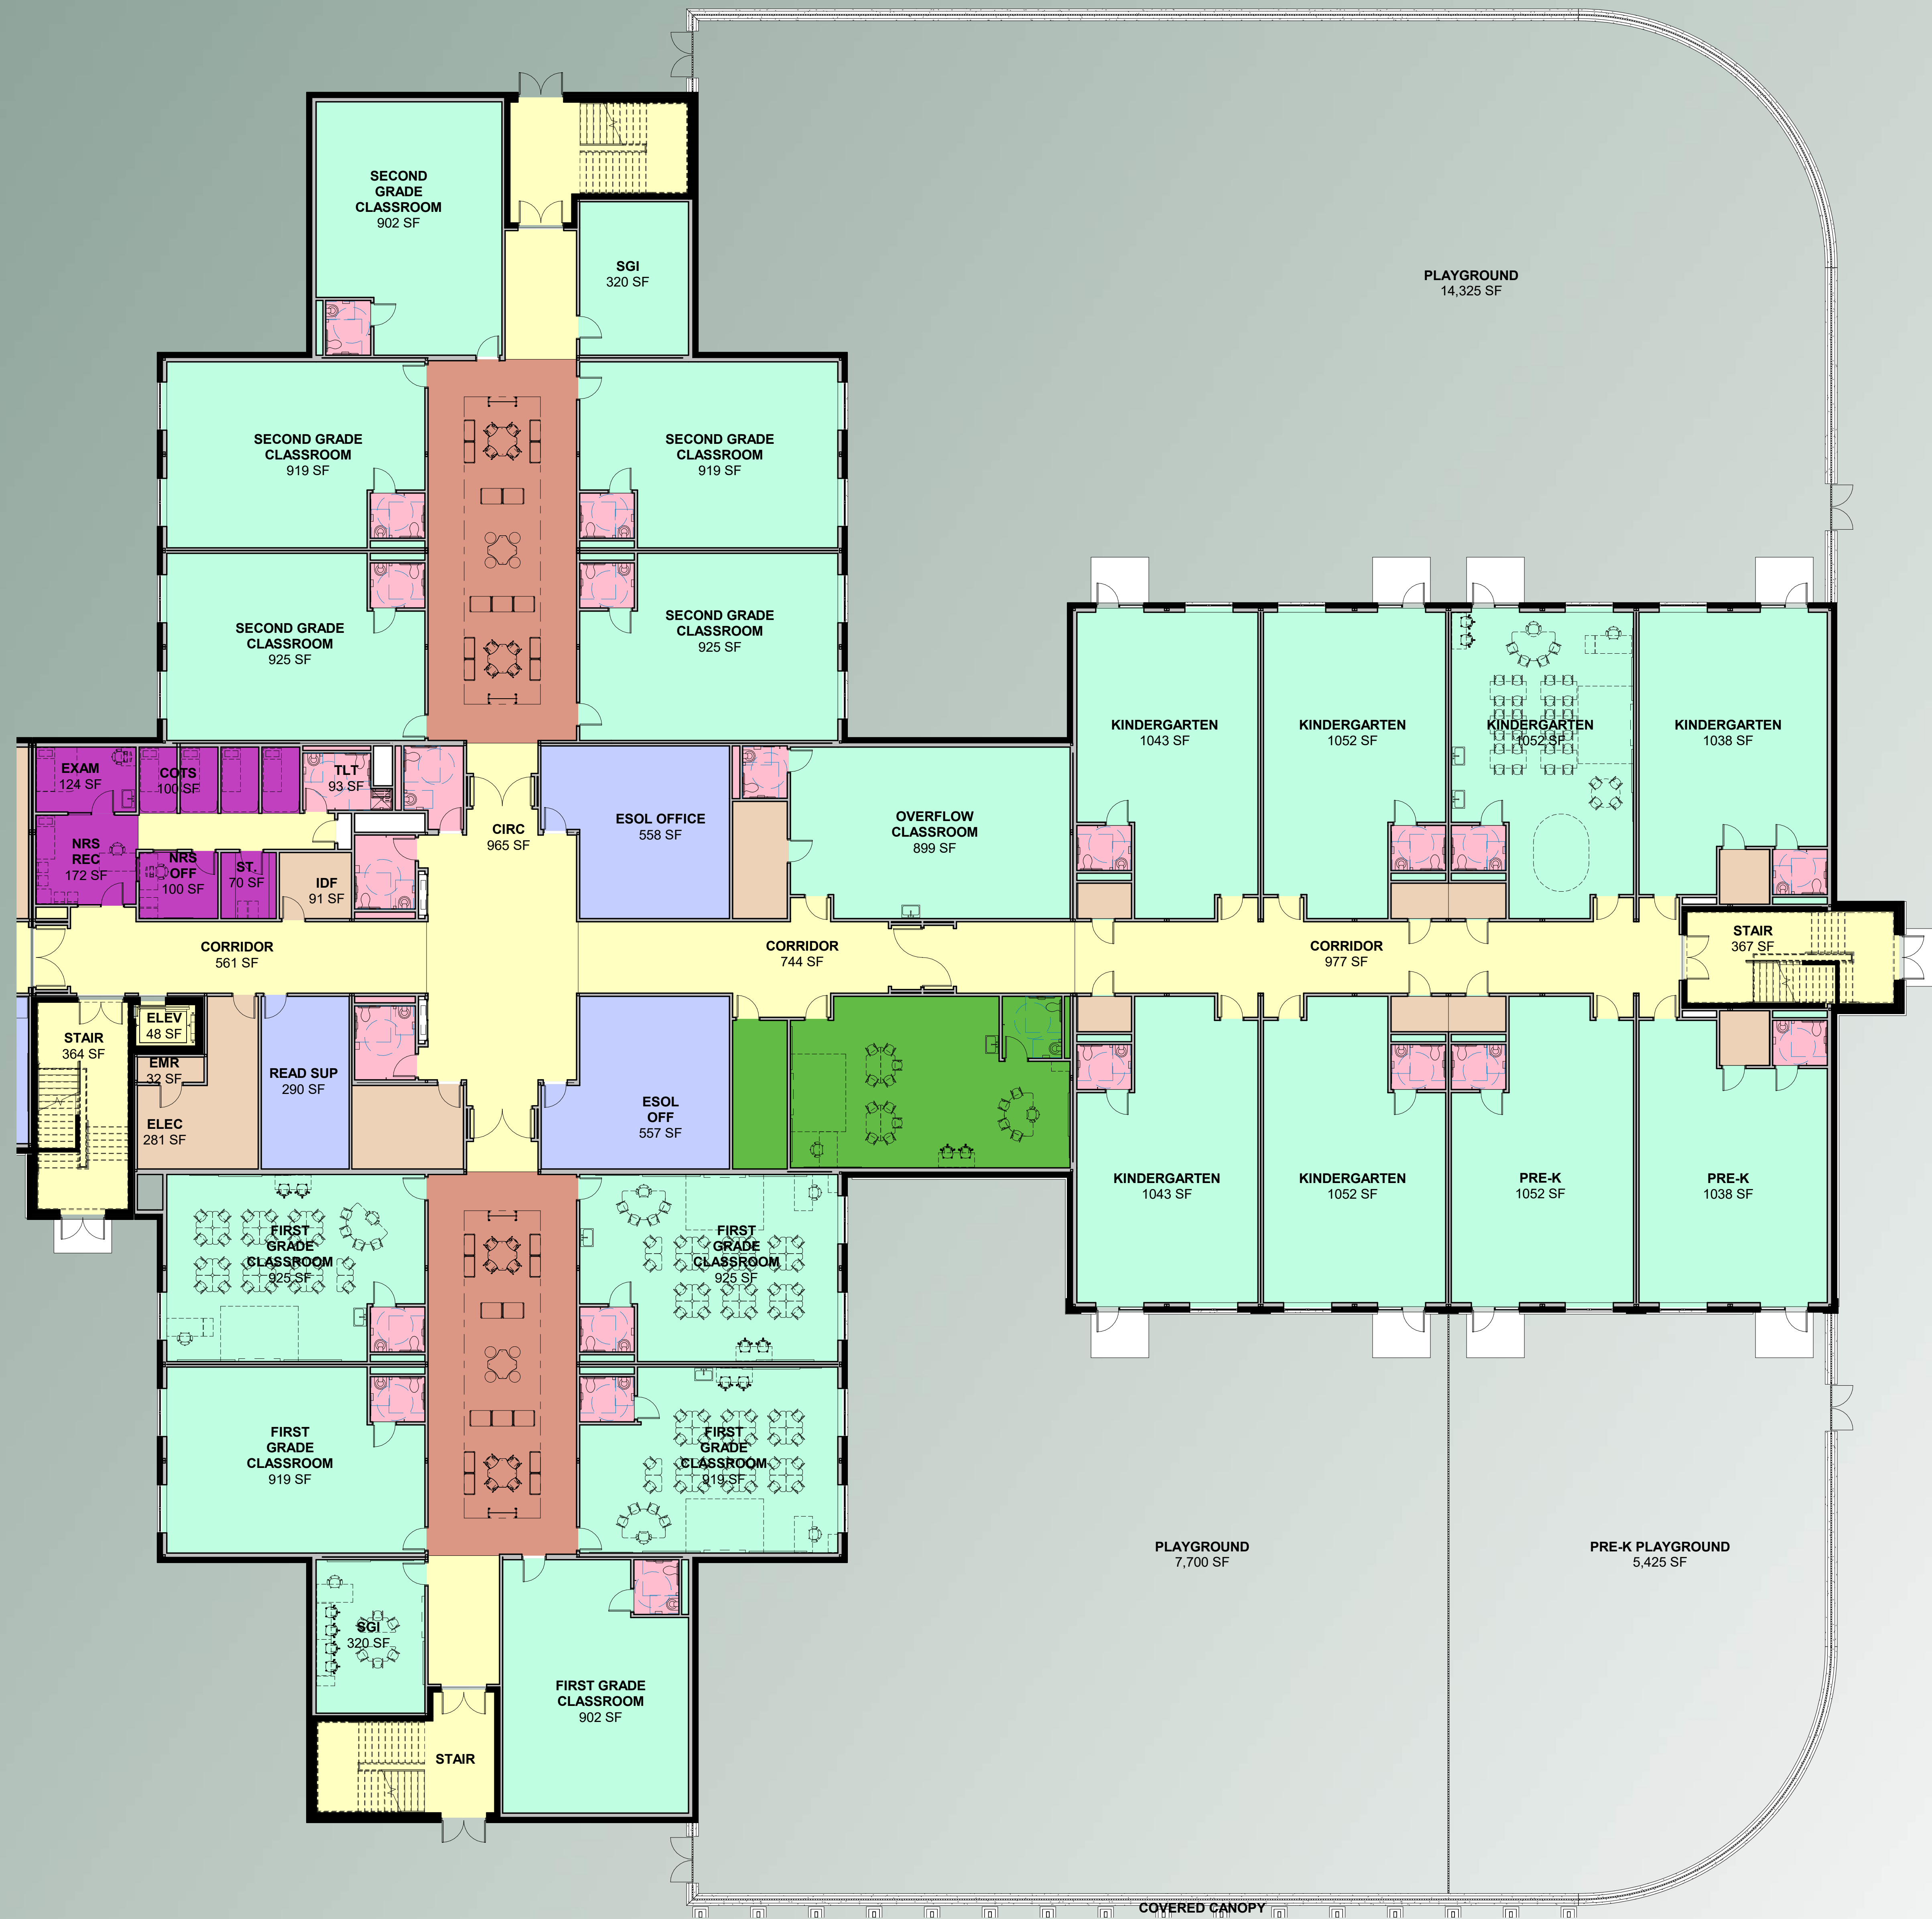 SECOND
GRADE
CLASSROOM
902 SF
SGI
320 SF
PLAYGROUND
14,325 SF
SECOND GRADE
CLASSROOM
919 SF
SECOND GRADE
CLASSROOM
919 SF
SECOND GRADE
CLASSROOM
925 SF
SECOND GRADE
CLASSROOM
925 SF
KINDERGARTEN
1043 SF
KINDERGARTEN
1052 SF
KINDERGARTEN
1052 SF
KINDERGARTEN
1038 SF
EXAM
124 SF
COTS
100 SF
TLT
93 SF
NRS
REC
172 SF
NRS
OFF
100 SF
ST.
70 SF
IDF
91 SF
CIRC
965 SF
ESOL OFFICE
558 SF
OVERFLOW
CLASSROOM
899 SF
CORRIDOR
561 SF
CORRIDOR
744 SF
CORRIDOR
977 SF
STAIR
367 SF
STAIR
364 SF
ELEV
48 SF
EMR
32 SF
ELEC
281 SF
READ SUP
290 SF
ESOL
OFF
557 SF
KINDERGARTEN
1043 SF
KINDERGARTEN
1052 SF
PRE-K
1052 SF
PRE-K
1038 SF
FIRST
GRADE
CLASSROOM
925 SF
FIRST
GRADE
CLASSROOM
925 SF
FIRST
GRADE
CLASSROOM
919 SF
FIRST
GRADE
CLASSROOM
919 SF
PLAYGROUND
7,700 SF
PRE-K PLAYGROUND
5,425 SF
SGI
320 SF
FIRST GRADE
CLASSROOM
902 SF
STAIR
COVERED CANOPY